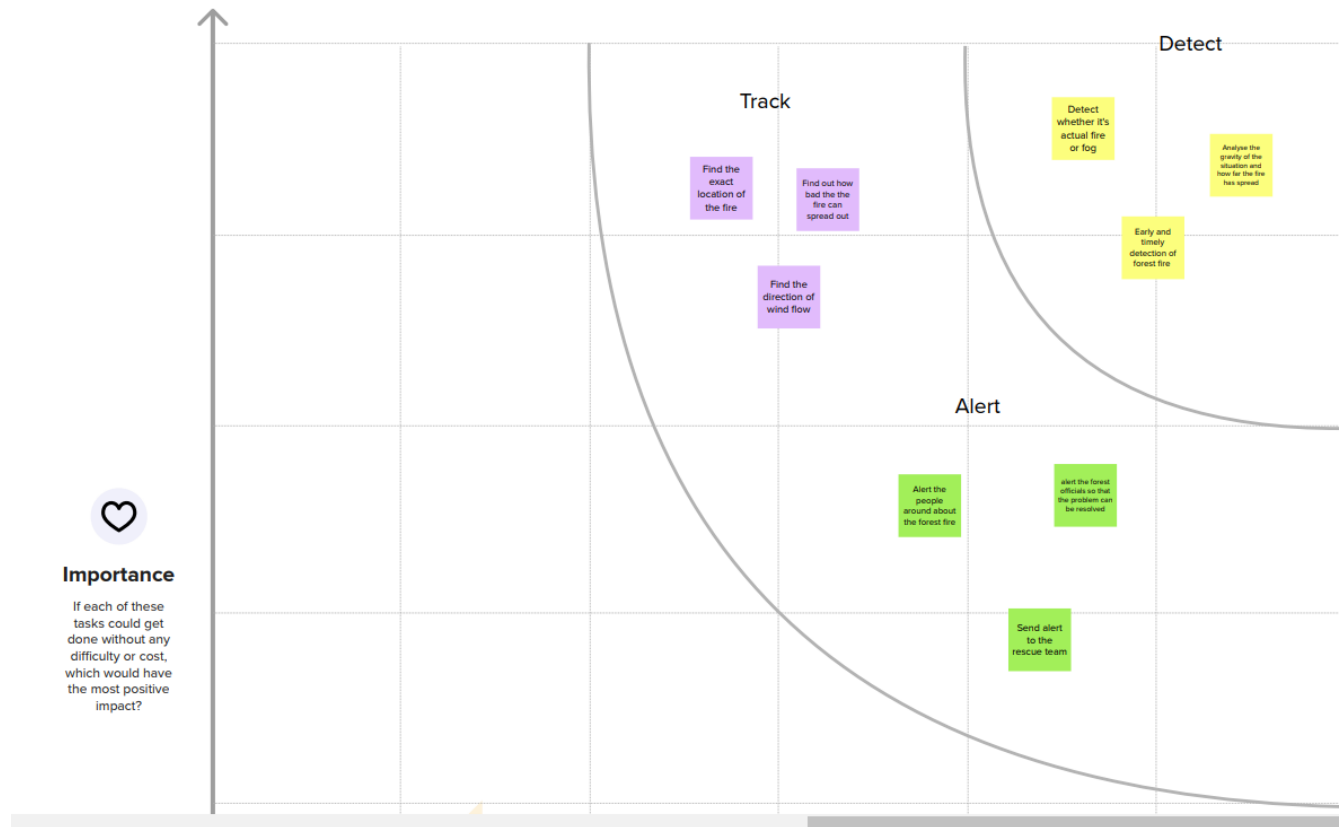 Detect
Track
Detect
whether it's
actual fire
or fog
Analyse the
gravity of the
situation and
how far the fire
has spread
Find the
exact
location of
the fire
Find out how
bad the the
fire can
spread out
Early and
timely
detection of
forest fire
Find the
direction of
wind flow
Alert
Alert the
people
around about
the forest fire
alert the forest
officials so that
the problem can
be resolved
Send alert
to the
rescue team
Importance
If each of these
tasks could get
done without any
difficulty or cost,
which would have
the most positive
impact?